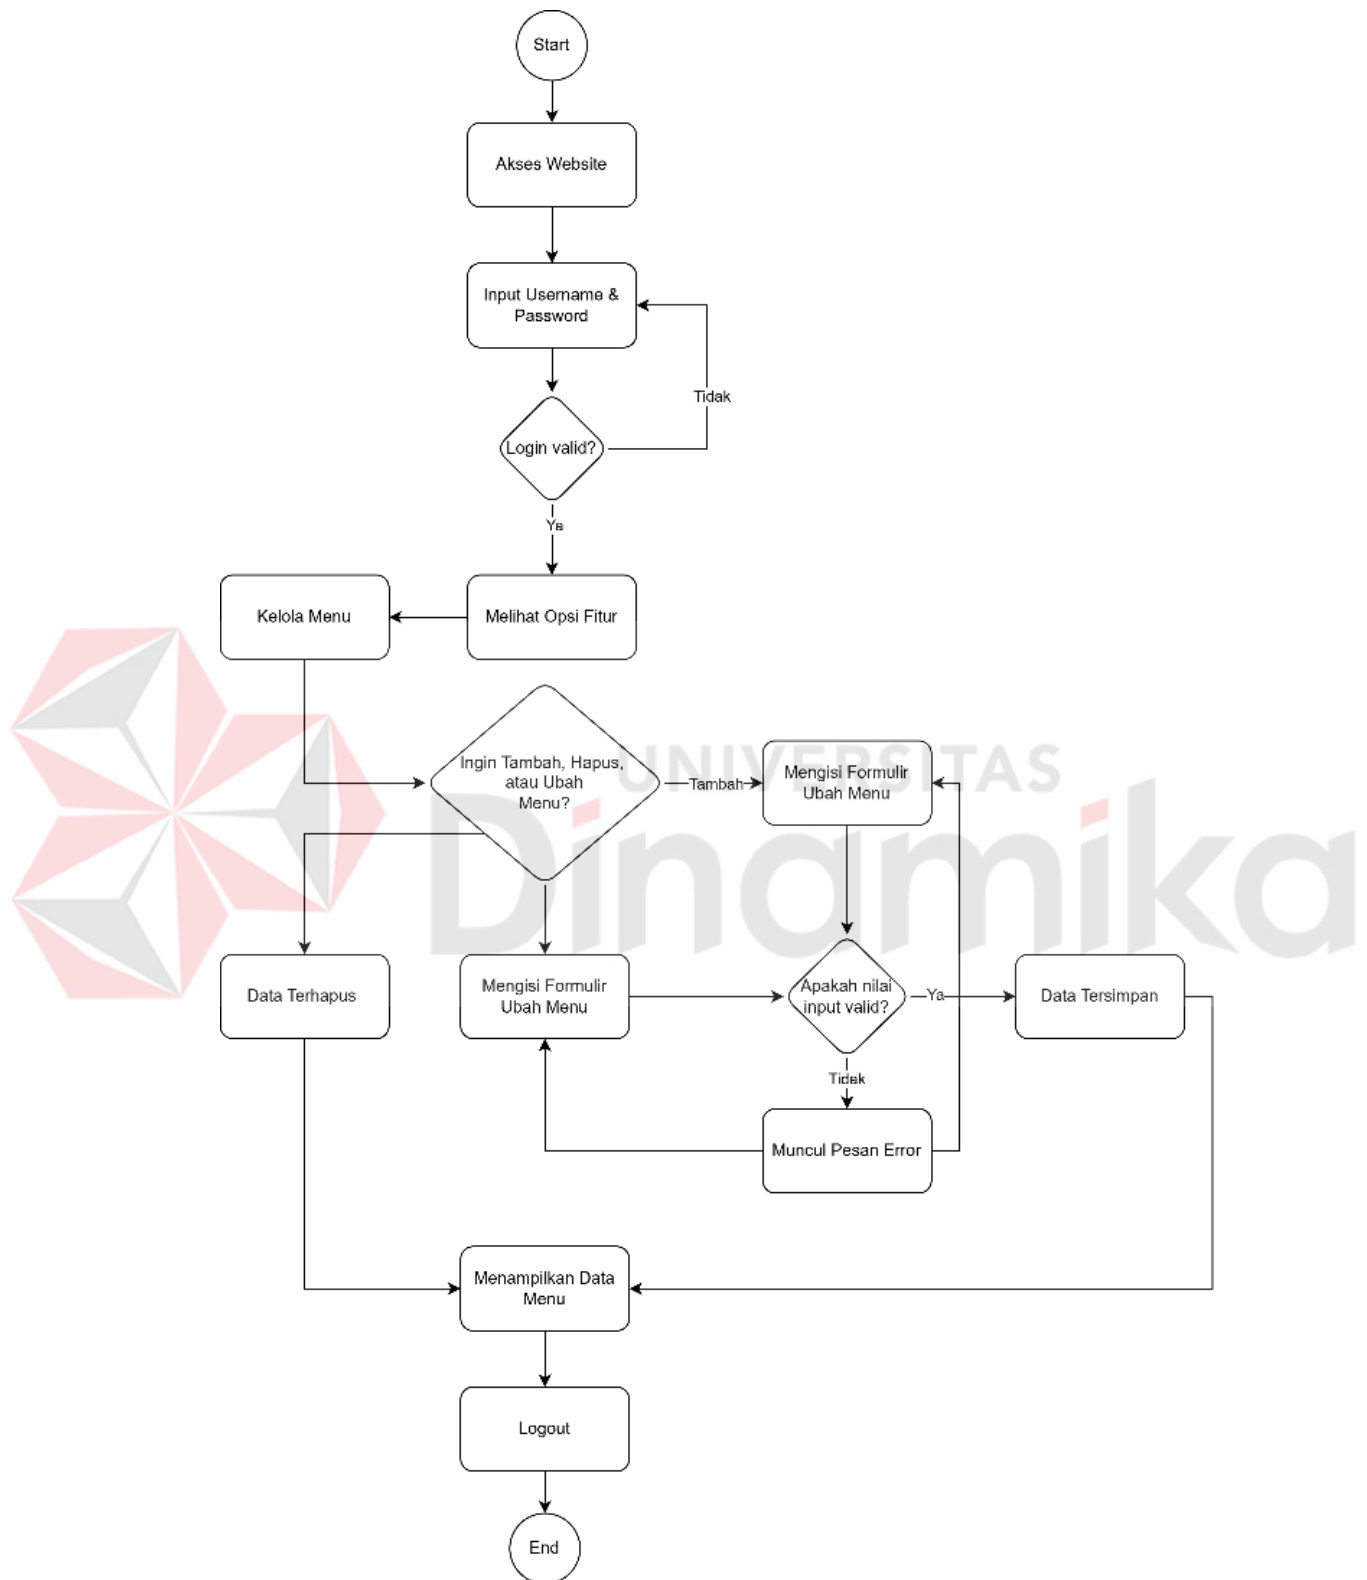 Start
Akses Website
Input Username &
Password
Tidak
Login valid?
Ya
Kelola Menu
Melihat Opsi Fitur
Ingin Tambah, Hapus,
atau Ubah
Menu?
Tambah
Mengisi Formulir
Ubah Menu
UNIVERSITAS
Dinamika
Data Terhapus
Mengisi Formulir
Ubah Menu
Apakah nilai
input valid?
Ya
Data Tersimpan
Tidak
Muncul Pesan Error
Menampilkan Data
Menu
Logout
End